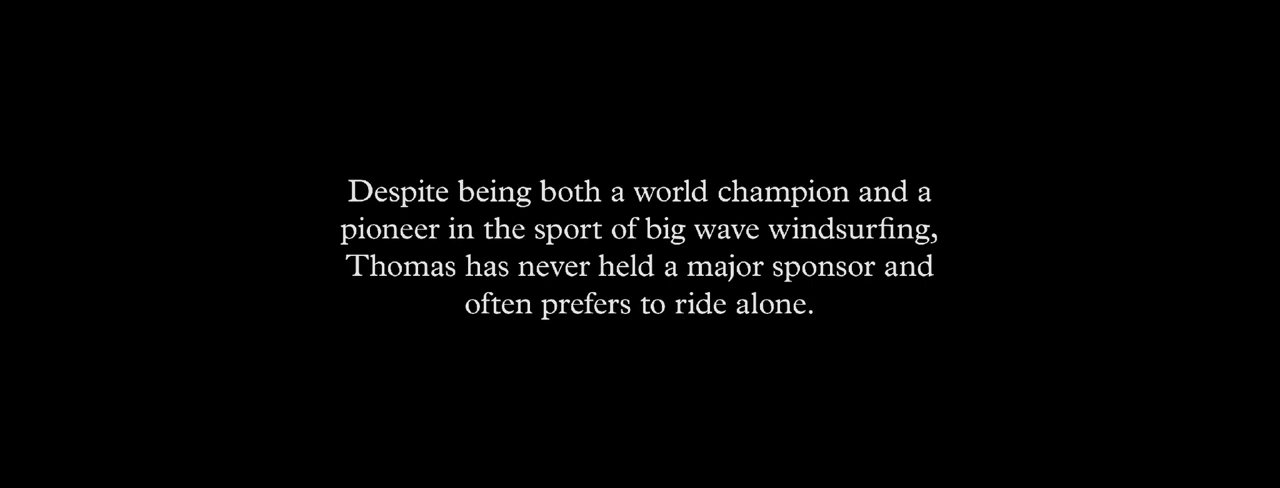 Despite being both a world champion and a
pioneer in the sport of big wave windsurfing,
Thomas has never held a major sponsor and
often prefers to ride alone.